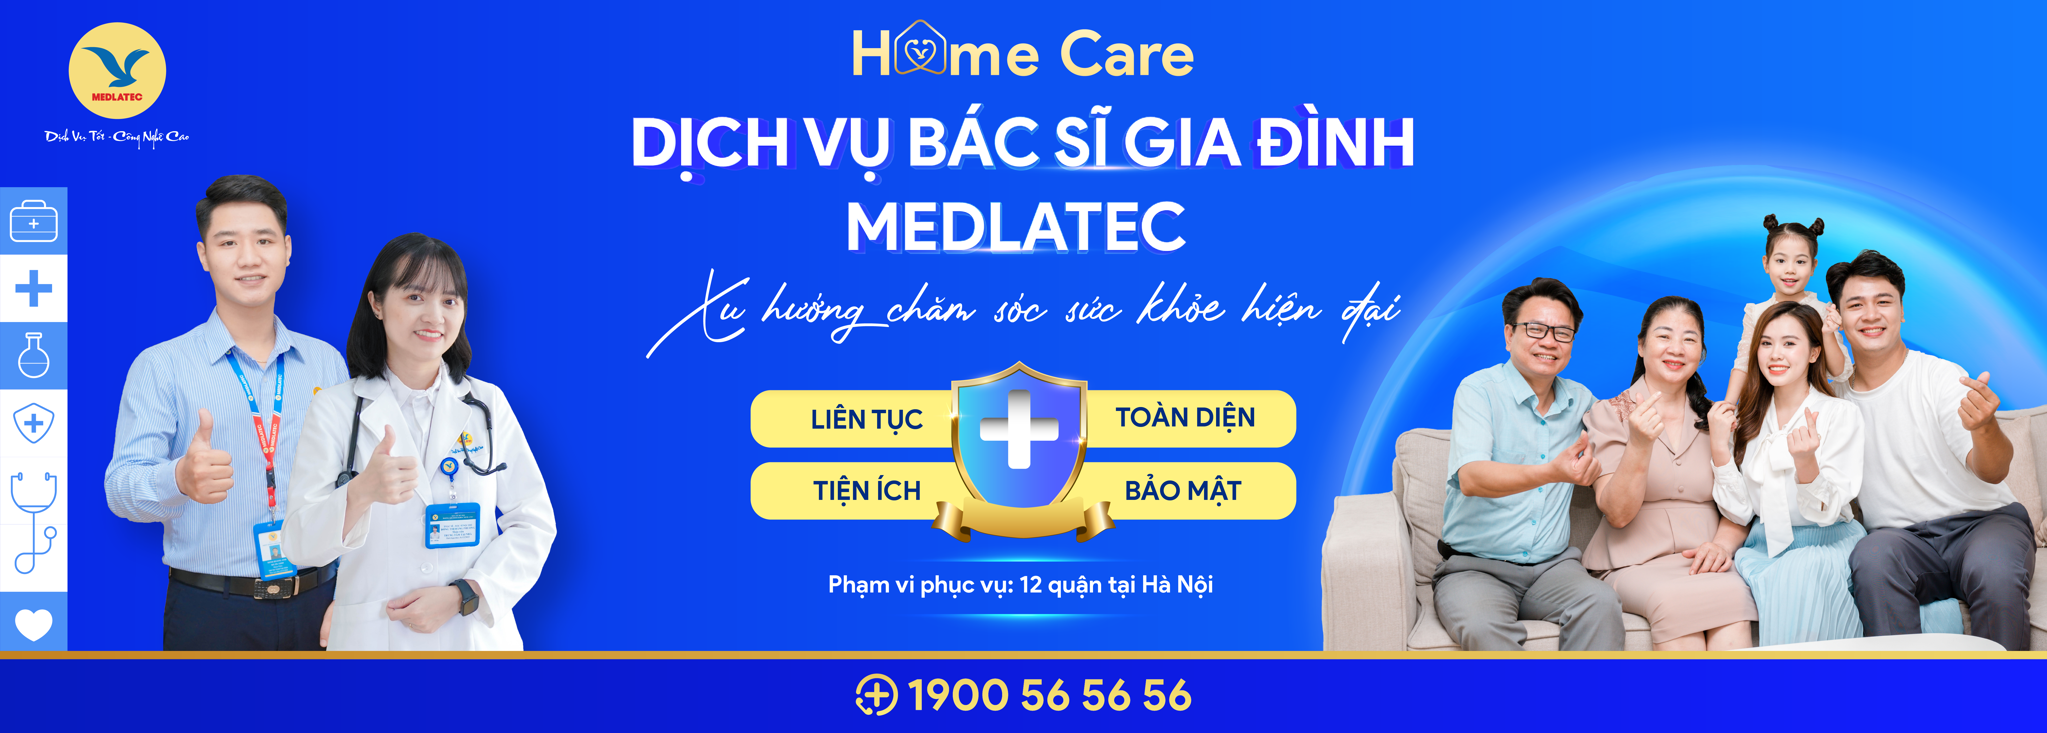 MEDLATEC
Dịch Vụ Tốt - Công Nghệ Cao
Home Care
DỊCH VỤ BÁC SĨ GIA ĐÌNH
MEDLATEC
Xu hướng chăm sóc sức khỏe hiện đại
LIÊN TỤC
TOÀN DIỆN
TIỆN ÍCH
BẢO MẬT
Phạm vi phục vụ: 12 quận tại Hà Nội
1900 56 56 56